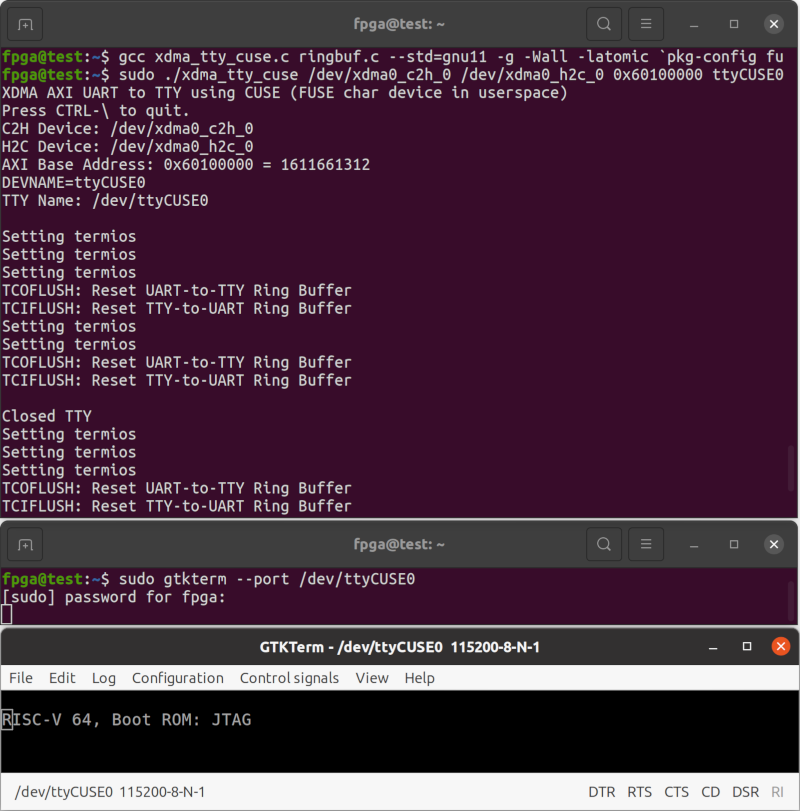 fpga@test: ~
fpga@test:~$ gcc xdma_tty_cuse.c ringbuf.c --std=gnu11 -g -Wall -latomic `pkg-config fu
fpga@test:~$ sudo ./xdma_tty_cuse /dev/xdma0_c2h_0 /dev/xdma0_h2c_0 0x60100000 ttyCUSE0
XDMA AXI UART to TTY using CUSE (FUSE char device in userspace)
Press CTRL-\ to quit.
C2H Device: /dev/xdma0_c2h_0
H2C Device: /dev/xdma0_h2c_0
AXI Base Address: 0x60100000 = 1611661312
DEVNAME=ttyCUSE0
TTY Name: /dev/ttyCUSE0
Setting termios
Setting termios
Setting termios
TCOFLUSH: Reset UART-to-TTY Ring Buffer
TCIFLUSH: Reset TTY-to-UART Ring Buffer
Setting termios
Setting termios
TCOFLUSH: Reset UART-to-TTY Ring Buffer
TCIFLUSH: Reset TTY-to-UART Ring Buffer
Closed TTY
Setting termios
Setting termios
Setting termios
TCOFLUSH: Reset UART-to-TTY Ring Buffer
TCIFLUSH: Reset TTY-to-UART Ring Buffer
fpga@test: ~
fpga@test:~$ sudo gtkterm --port /dev/ttyCUSE0
[sudo] password for fpga:
GTKTerm - /dev/ttyCUSE0 115200-8-N-1
File Edit Log Configuration Control signals View Help
RISC-V 64, Boot ROM: JTAG
/dev/ttyCUSE0 115200-8-N-1 DTR RTS CTS CD DSR RI